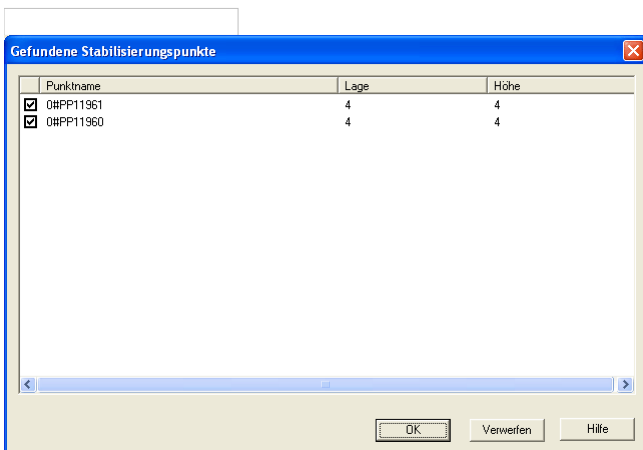 Gefundene Stabilisierungspunkte
Punktname Lage Höhe
0#PP11961 4 4
0#PP11960 4 4
OK Verwerfen Hilfe